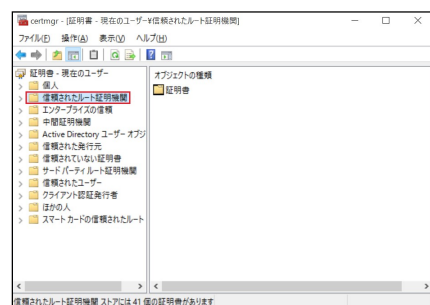 certmgr - [証明書 - 現在のユーザー¥信頼されたルート証明機関]
ファイル(F) 操作(A) 表示(V) ヘルプ(H)
証明書 - 現在のユーザー
個人
信頼されたルート証明機関
エンタープライズの信頼
中間証明機関
Active Directory ユーザー オブジ
信頼された発行元
信頼されていない証明書
サードパーティ ルート証明機関
信頼されたユーザー
クライアント認証発行者
ほかの人
スマート カードの信頼されたルート
オブジェクトの種類
証明書
信頼されたルート証明機関 ストアには 41 個の証明書があります